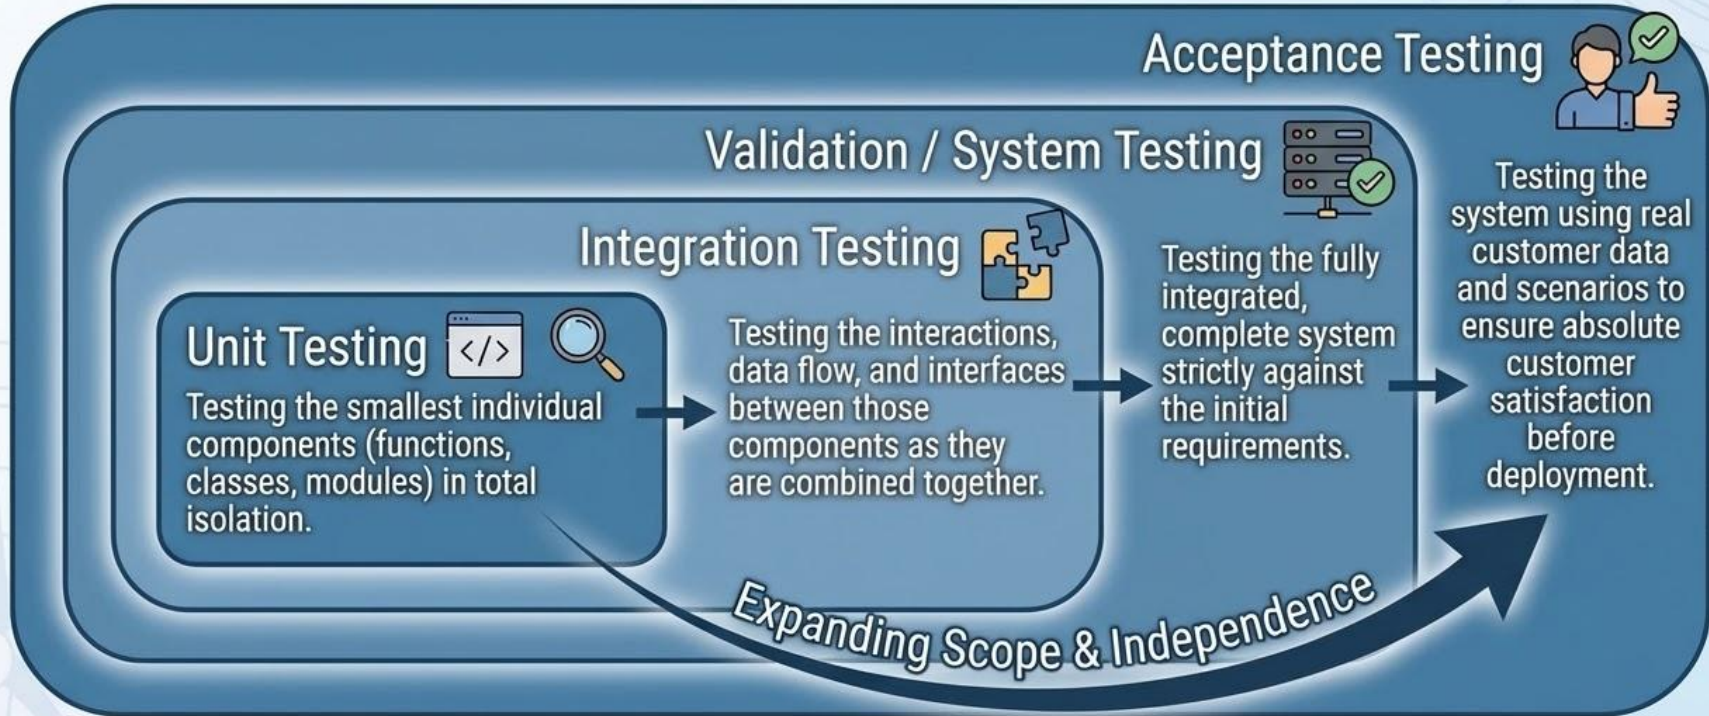 Acceptance Testing
Testing the
system using real
customer data
and scenarios to
ensure absolute
customer
satisfaction
before
deployment.
Validation / System Testing
Testing the fully
integrated,
complete system
strictly against
the initial
requirements.
Integration Testing
Testing the interactions,
data flow, and interfaces
between those
components as they
are combined together.
Unit Testing
</>
Testing the smallest individual
components (functions,
classes, modules) in total
isolation.
Expanding Scope & Independence